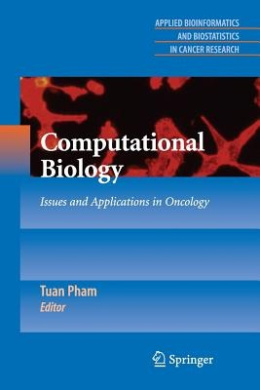 APPLIED BIOINFORMATICS
AND BIOSTATISTICS
IN CANCER RESEARCH
Computational
Biology
Issues and Applications in Oncology
Tuan Pham
Editor
Springer